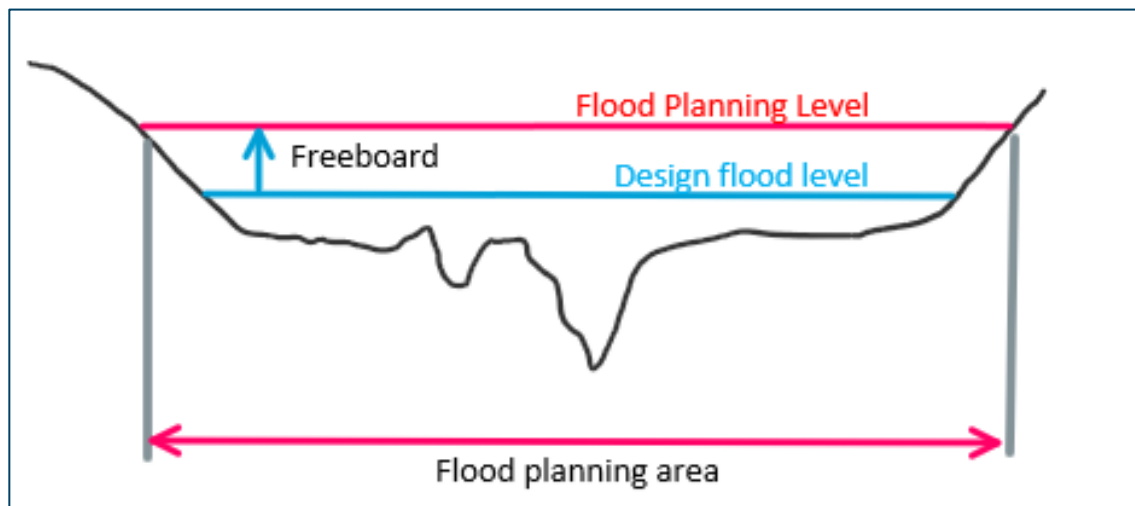 Flood Planning Level
Freeboard
Design flood level
Flood planning area